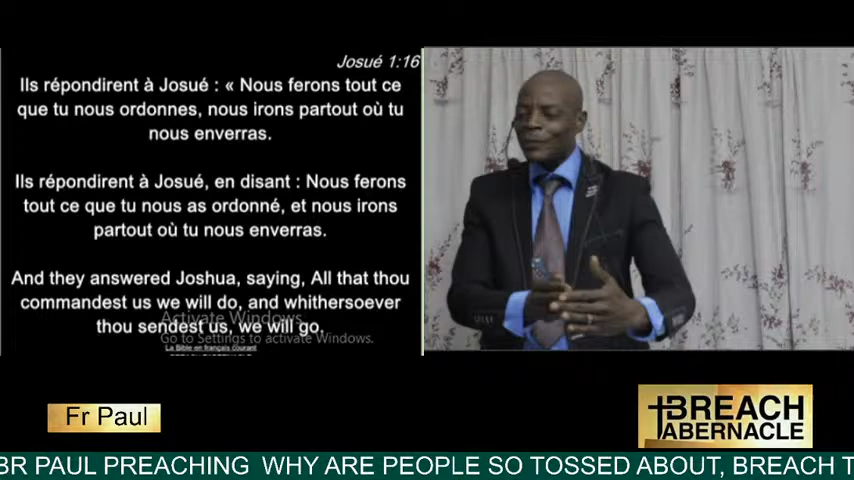 Josué 1:16
Ils répondirent à Josué : « Nous ferons tout ce
que tu nous ordonnes, nous irons partout où tu
nous enverras.
Ils répondirent à Josué, en disant : Nous ferons
tout ce que tu nous as ordonné, et nous irons
partout où tu nous enverras.
And they answered Joshua, saying, All that thou
commandest us we will do, and whithersoever
thou sendest us, we will go.
Activate Windows
Go to Settings to activate Windows.
La Bible en français courant
Fr Paul
BREACH
ABERNACLE
BR PAUL PREACHING WHY ARE PEOPLE SO TOSSED ABOUT, BREACH T